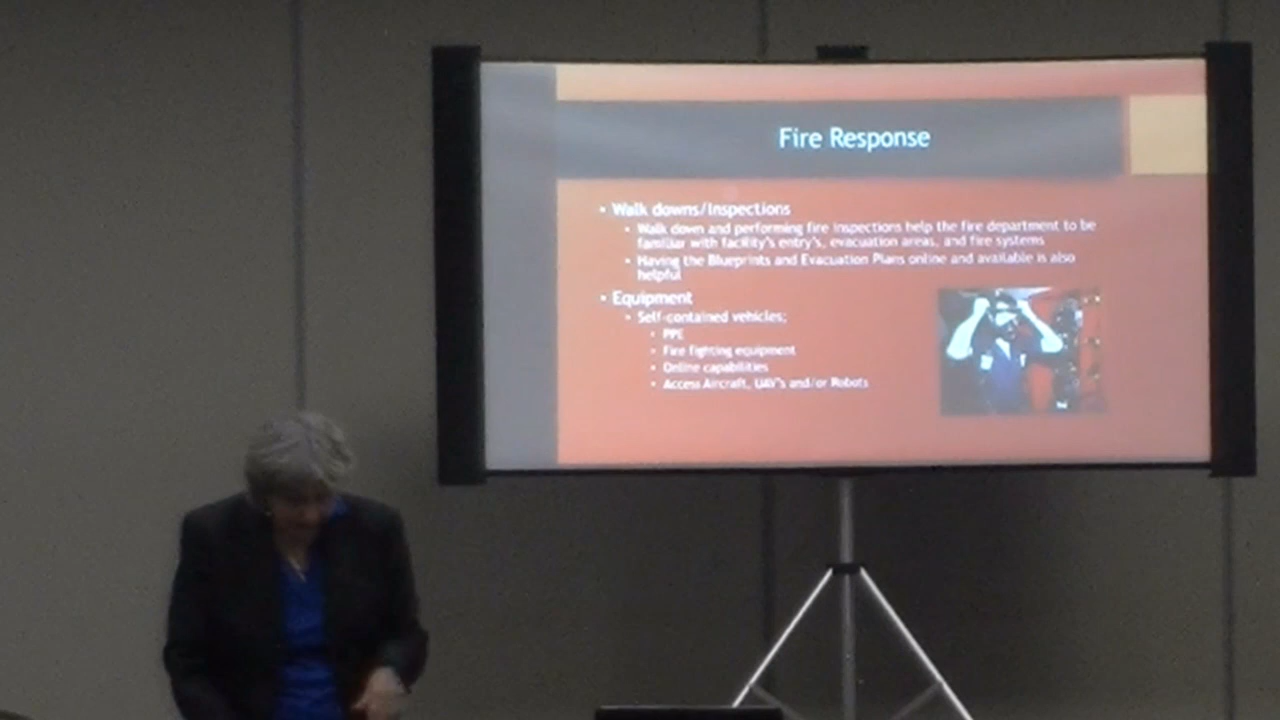 Fire Response
• Walk downs/Inspections
• Walk down and performing fire inspections help the fire department to be
familiar with facility's entry's, evacuation areas, and fire systems
• Having the Blueprints and Evacuation Plans online and available is also
helpful
• Equipment
• Self-contained vehicles;
• PPE
• Fire fighting equipment
• Online capabilities
• Access Aircraft, UAV's and/or Robots